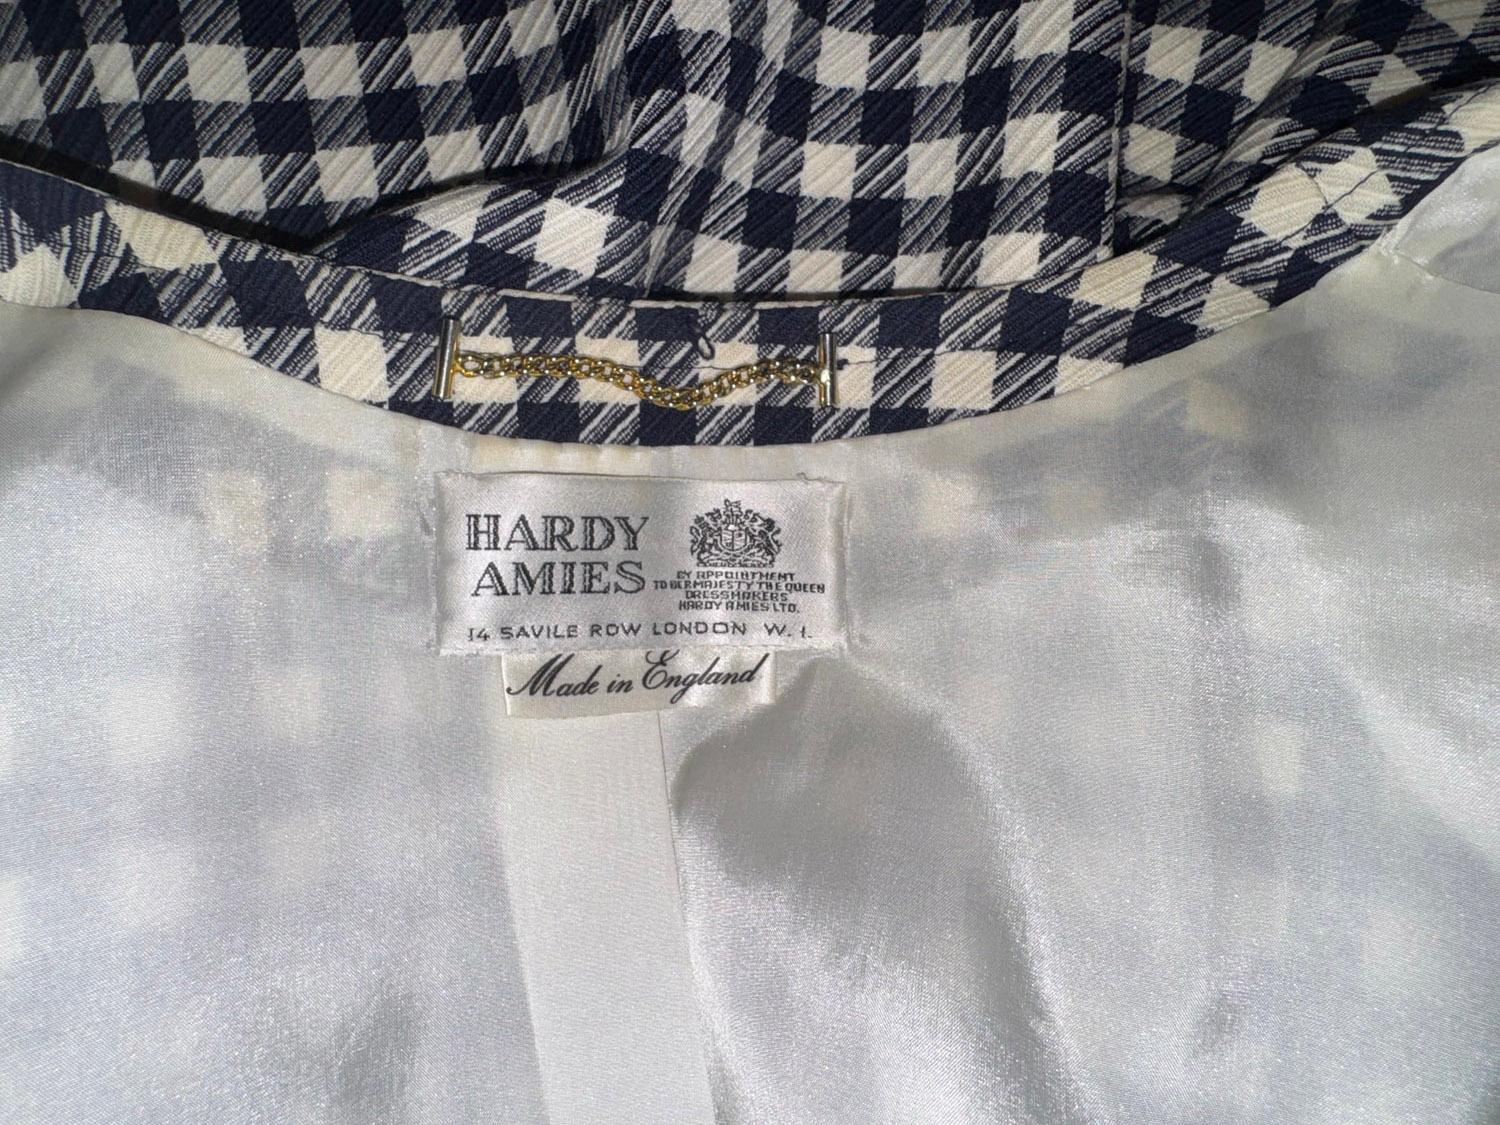 HARDY
AMIES
BY APPOINTMENT
TO HER MAJESTY THE QUEEN
DRESSMAKERS
HARDY AMIES LTD.
14 SAVILE ROW LONDON W.1.
Made in England